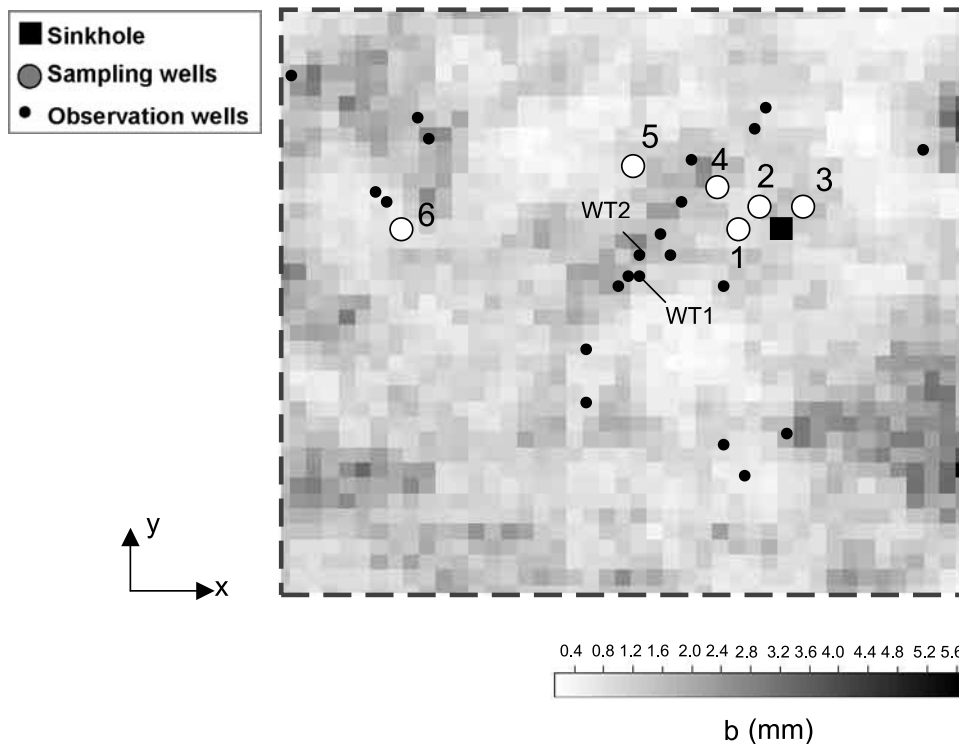 Sinkhole
Sampling wells
Observation wells
5
4
2
3
WT2
6
1
WT1
y
x
0.4 0.8 1.2 1.6 2.0 2.4 2.8 3.2 3.6 4.0 4.4 4.8 5.2 5.6
b (mm)